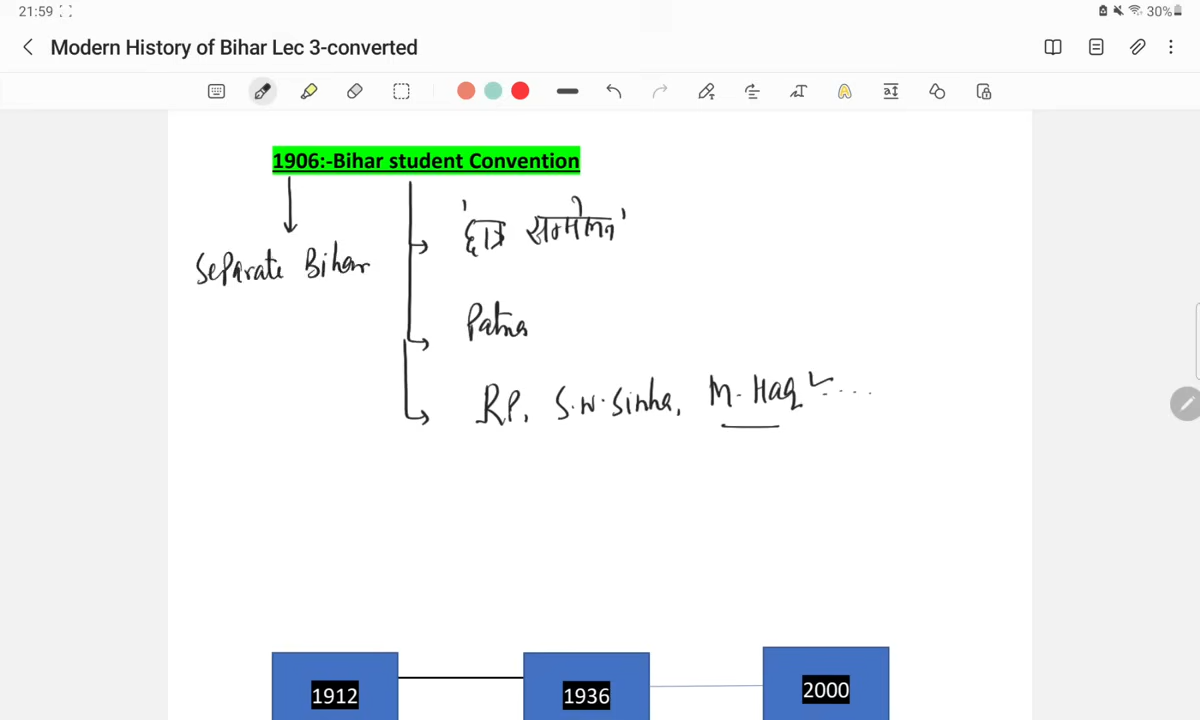 21:59
30%
Modern History of Bihar Lec 3-converted
1906:-Bihar student Convention
'छात्र सम्मेलन'
Separate Bihar
Patna
RP, S.N. Sinha, M. Haq ....
1912
1936
2000